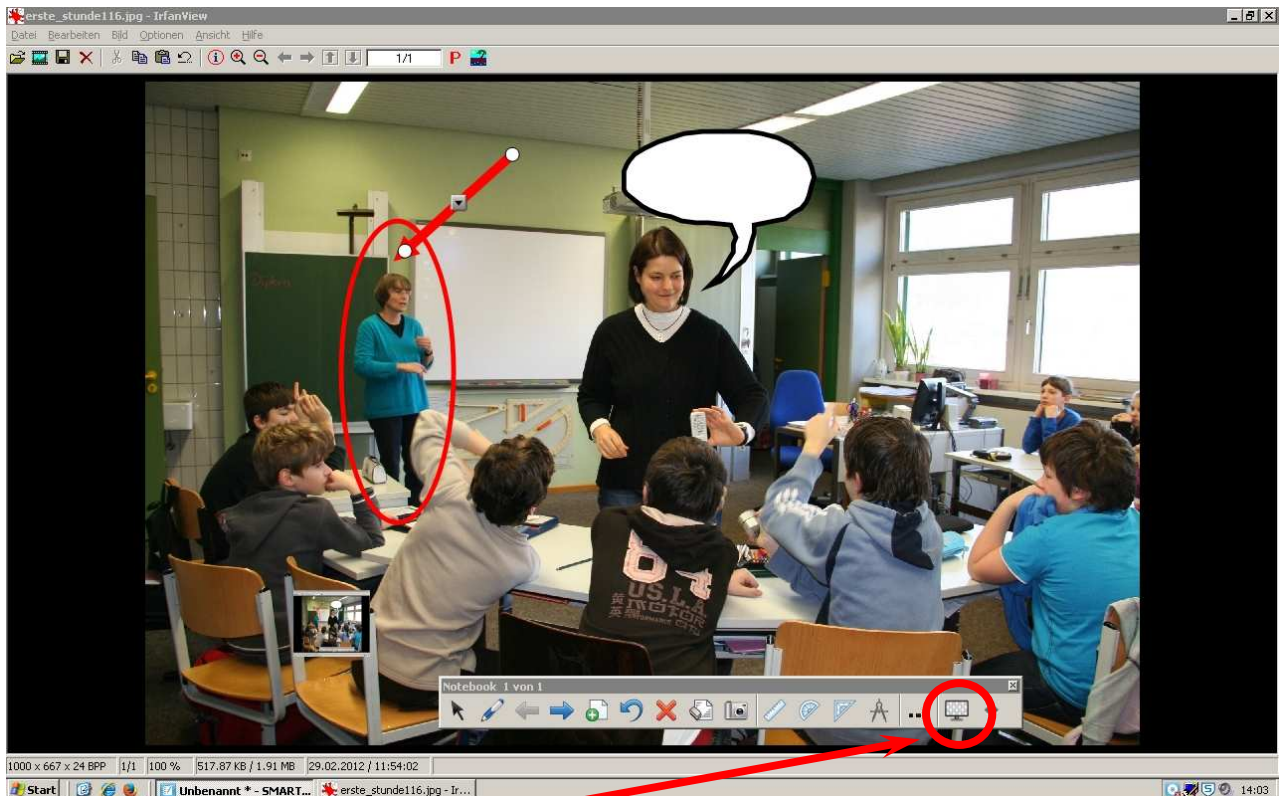 erste_stunde116.jpg - IrfanView
Datei Bearbeiten Bild Optionen Ansicht Hilfe
1/1
P
US.L.A
Notebook 1 von 1
...
1000 x 667 x 24 BPP 1/1 100 % 517.87 KB / 1.91 MB 29.02.2012 / 11:54:02
Start Unbenannt * - SMART... erste_stunde116.jpg - Ir... 14:03